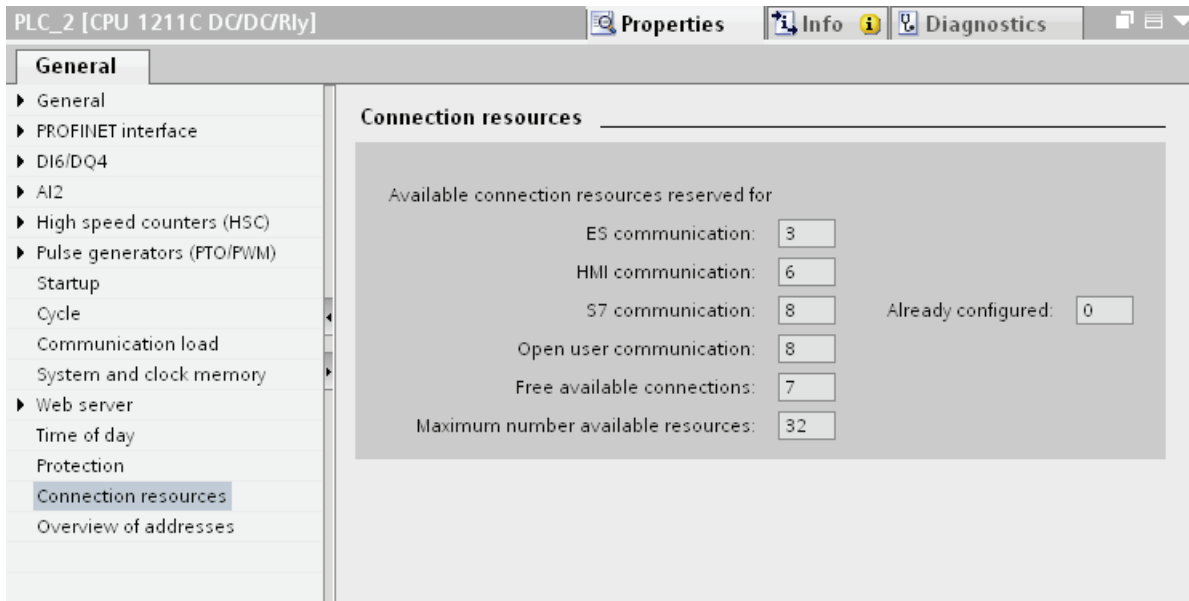 PLC_2 [CPU 1211C DC/DC/Rly]
Properties
Info
Diagnostics
General
General
PROFINET interface
DI6/DQ4
AI2
High speed counters (HSC)
Pulse generators (PTO/PWM)
Startup
Cycle
Communication load
System and clock memory
Web server
Time of day
Protection
Connection resources
Overview of addresses
Connection resources
Available connection resources reserved for
ES communication: 3
HMI communication: 6
S7 communication: 8 Already configured: 0
Open user communication: 8
Free available connections: 7
Maximum number available resources: 32